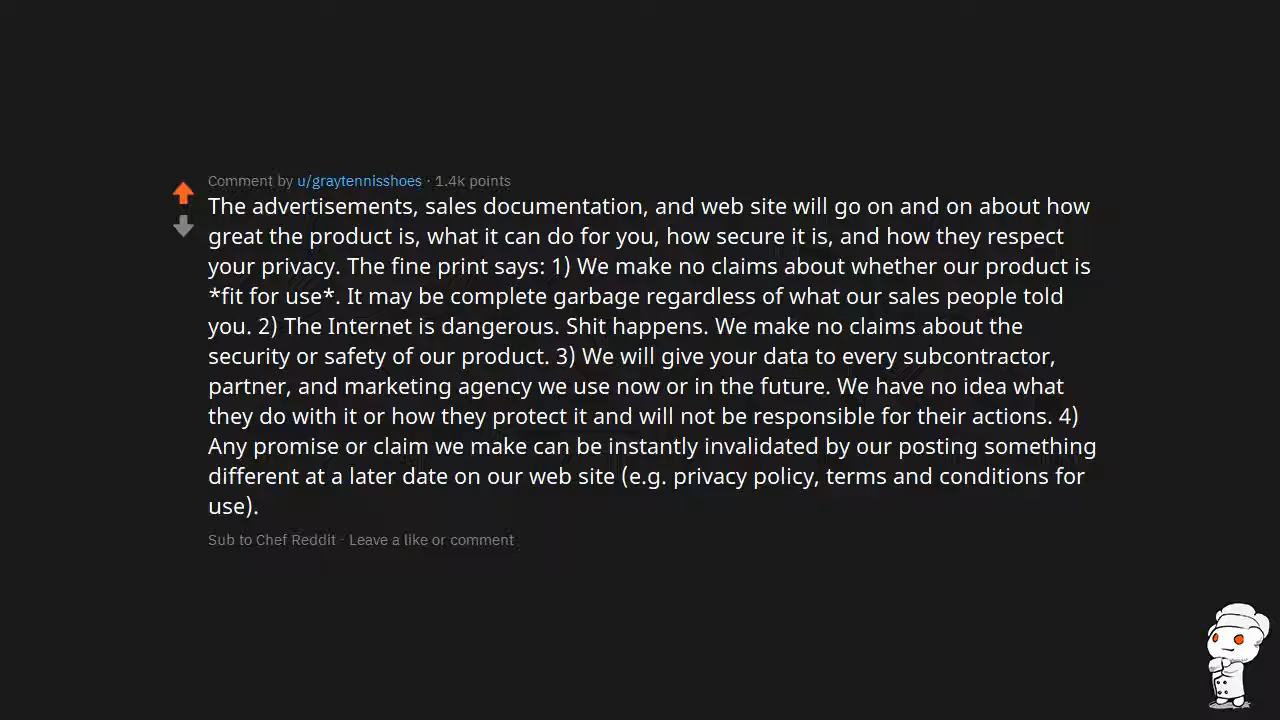 Comment by u/graytennisshoes · 1.4k points
The advertisements, sales documentation, and web site will go on and on about how
great the product is, what it can do for you, how secure it is, and how they respect
your privacy. The fine print says: 1) We make no claims about whether our product is
*fit for use*. It may be complete garbage regardless of what our sales people told
you. 2) The Internet is dangerous. Shit happens. We make no claims about the
security or safety of our product. 3) We will give your data to every subcontractor,
partner, and marketing agency we use now or in the future. We have no idea what
they do with it or how they protect it and will not be responsible for their actions. 4)
Any promise or claim we make can be instantly invalidated by our posting something
different at a later date on our web site (e.g. privacy policy, terms and conditions for
use).
Sub to Chef Reddit · Leave a like or comment